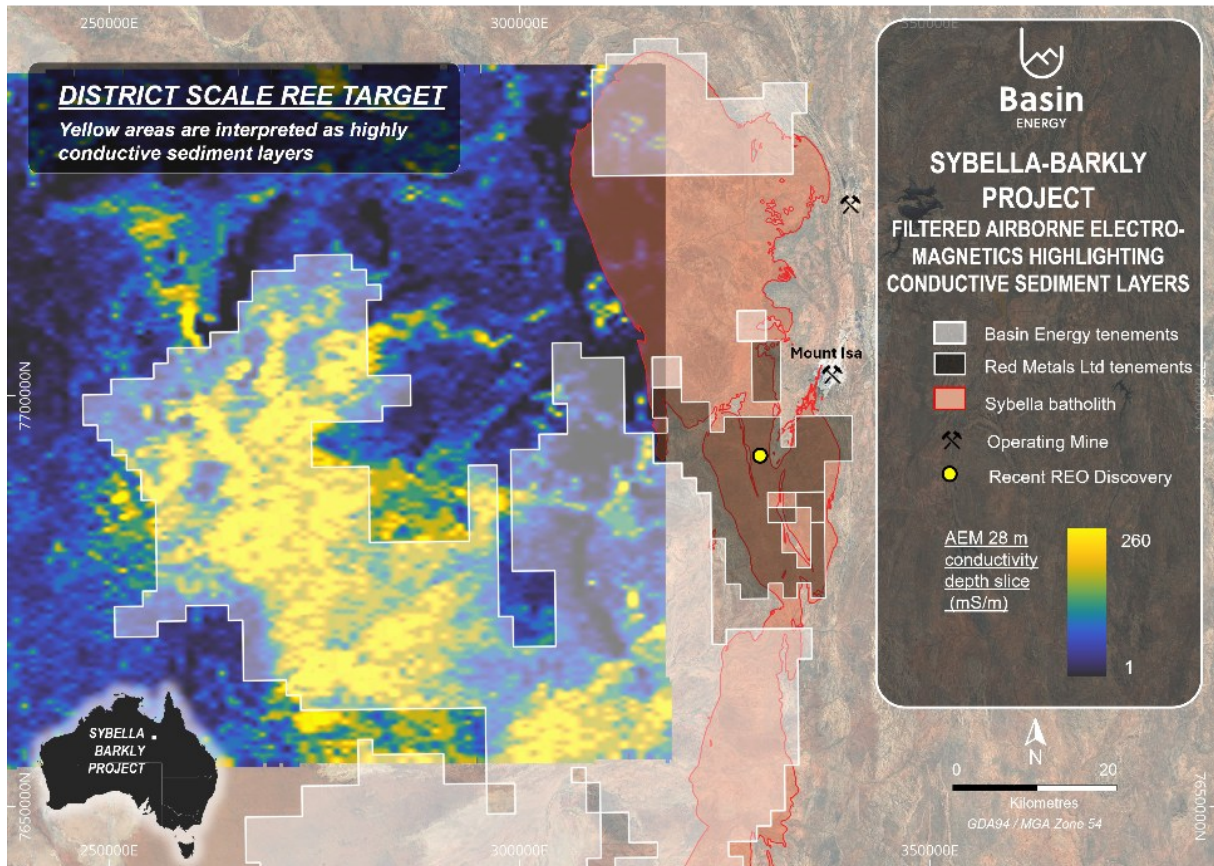 250000E
300000E
350000E
DISTRICT SCALE REE TARGET
Yellow areas are interpreted as highly
conductive sediment layers
Basin
ENERGY
SYBELLA-BARKLY
PROJECT
FILTERED AIRBORNE ELECTRO-
MAGNETICS HIGHLIGHTING
CONDUCTIVE SEDIMENT LAYERS
Basin Energy tenements
Red Metals Ltd tenements
Sybella batholith
Operating Mine
Recent REO Discovery
AEM 28 m
conductivity
depth slice
(mS/m)
260
1
Mount Isa
7700000N
SYBELLA
BARKLY
PROJECT
N
0 20
Kilometres
GDA94 / MGA Zone 54
7650000N
7650000N
250000E
300000E
350000E